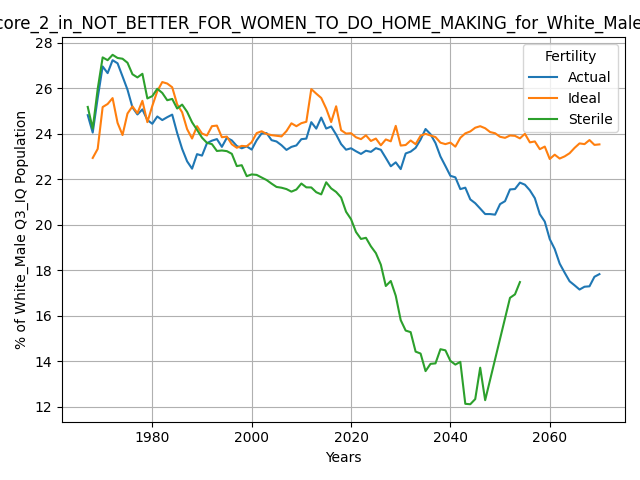 core_2_in_NOT_BETTER_FOR_WOMEN_TO_DO_HOME_MAKING_for_White_Male
% of White_Male Q3_IQ Population
28
26
24
22
20
18
16
14
12
Fertility
Actual
Ideal
Sterile
1980
2000
2020
2040
2060
Years